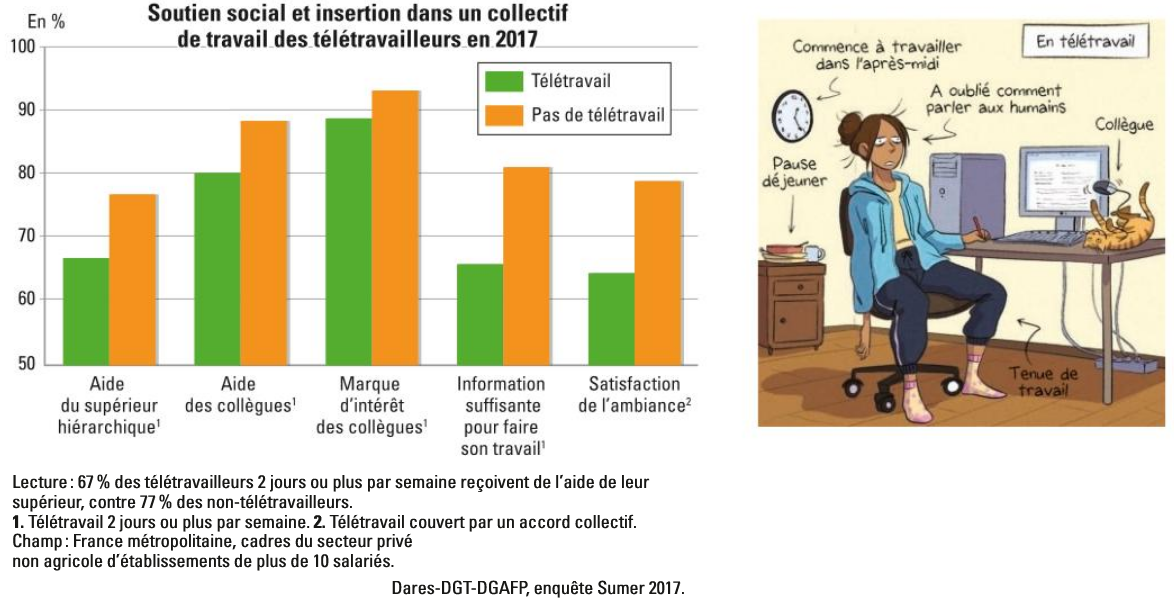 Soutien social et insertion dans un collectif
de travail des télétravailleurs en 2017
En %
100
90
80
70
60
50
Télétravail
Pas de télétravail
Aide
du supérieur
hiérarchique¹
Aide
des collègues¹
Marque
d'intérêt
des collègues¹
Information
suffisante
pour faire
son travail¹
Satisfaction
de l'ambiance²
Lecture : 67 % des télétravailleurs 2 jours ou plus par semaine reçoivent de l'aide de leur
supérieur, contre 77 % des non-télétravailleurs.
1. Télétravail 2 jours ou plus par semaine. 2. Télétravail couvert par un accord collectif.
Champ : France métropolitaine, cadres du secteur privé
non agricole d'établissements de plus de 10 salariés.
Dares-DGT-DGAFP, enquête Sumer 2017.
En télétravail
Commence à travailler
dans l'après-midi
A oublié comment
parler aux humains
Collègue
Pause
déjeuner
Tenue de
travail